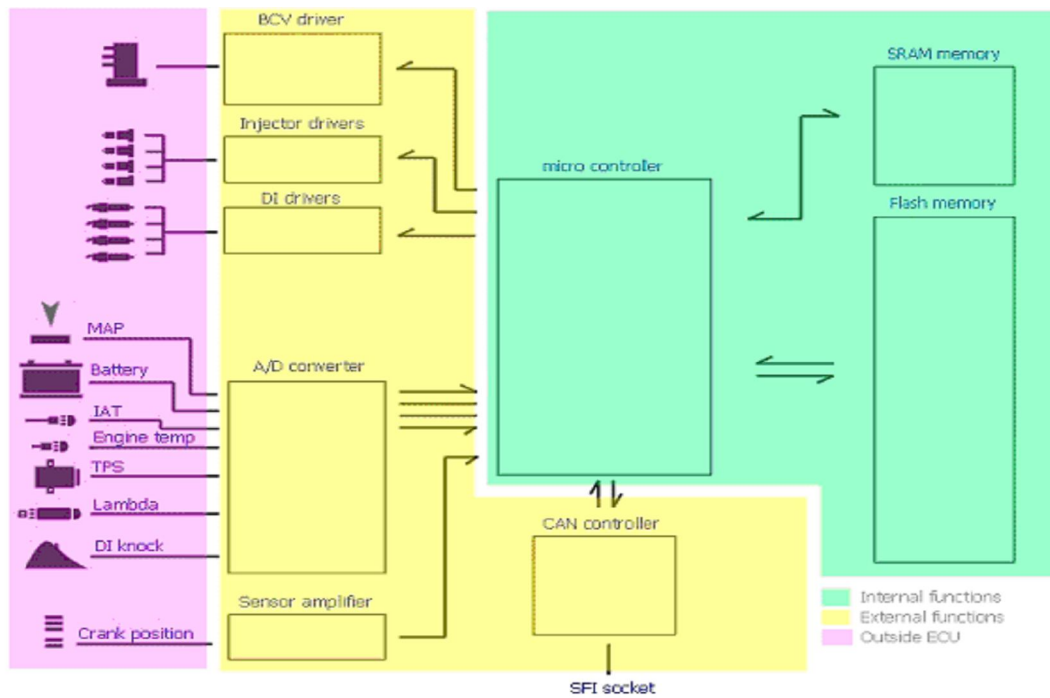 BCV driver
SRAM memory
Injector drivers
micro controller
DI drivers
Flash memory
MAP
Battery
A/D converter
IAT
Engine temp
TPS
Lambda
CAN controller
DI knock
Internal functions
Sensor amplifier
External functions
Crank position
Outside ECU
SFI socket